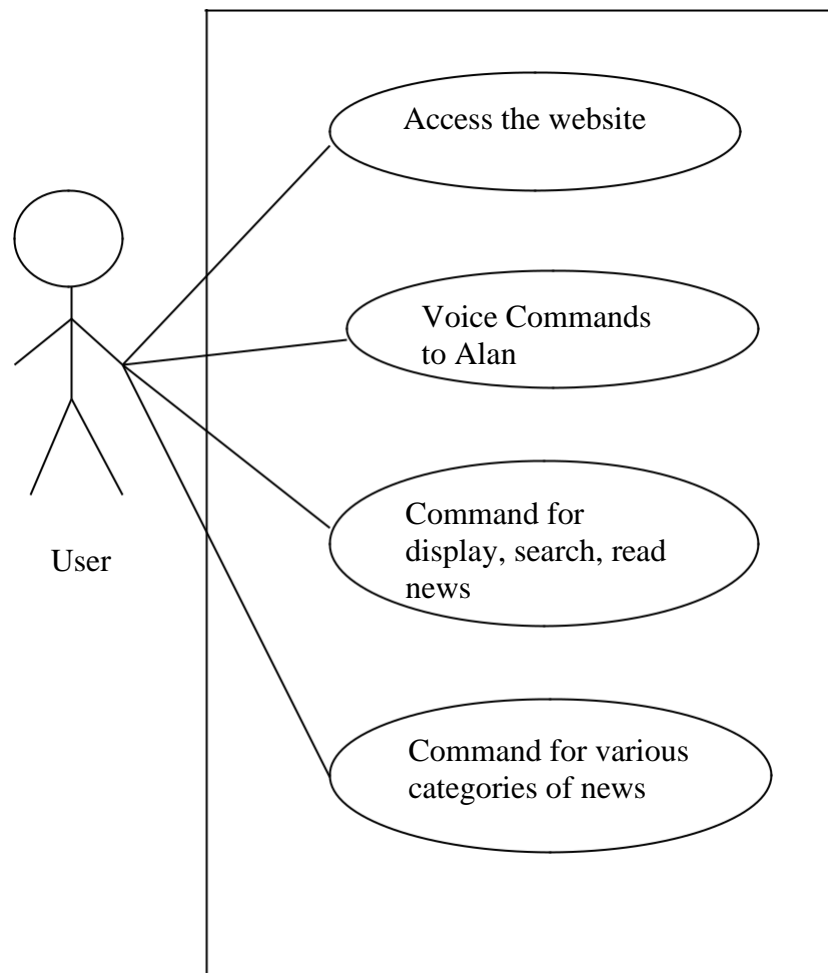 Access the website
Voice Commands
to Alan
Command for
display, search, read
news
User
Command for various
categories of news